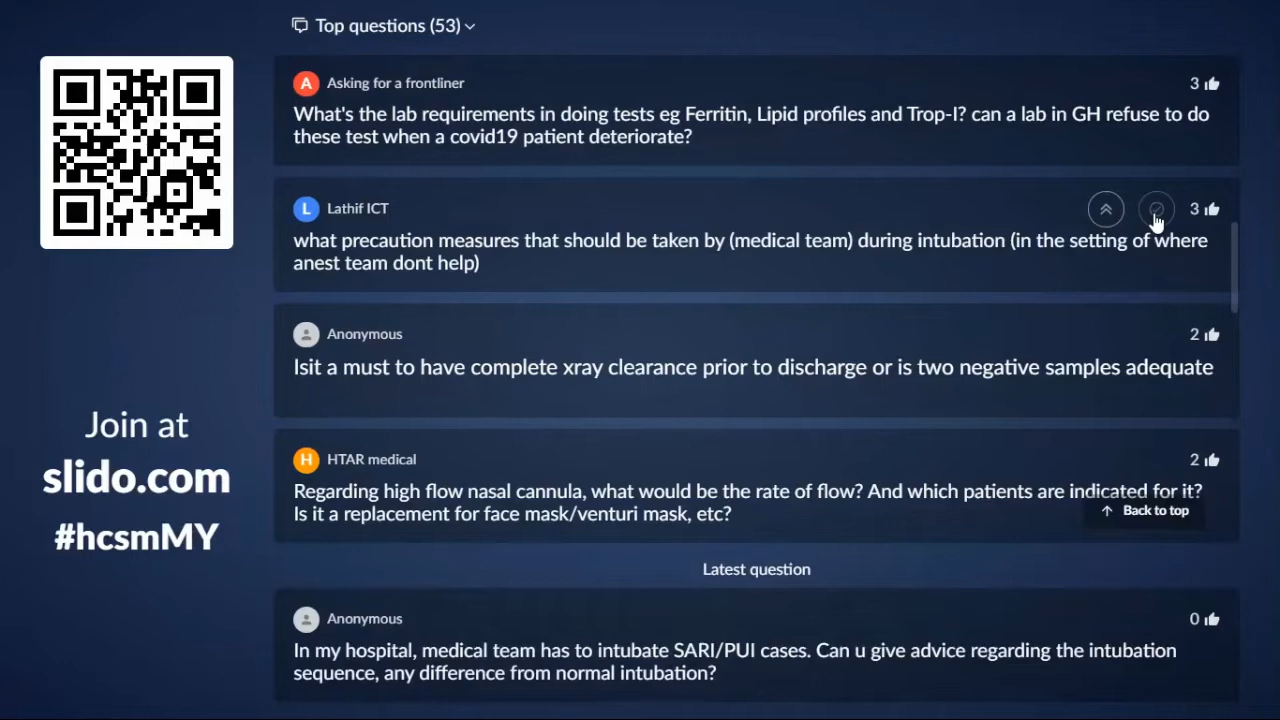 Top questions (53)
A Asking for a frontliner 3
What's the lab requirements in doing tests eg Ferritin, Lipid profiles and Trop-I? can a lab in GH refuse to do
these test when a covid19 patient deteriorate?
L Lathif ICT 3
what precaution measures that should be taken by (medical team) during intubation (in the setting of where
anest team dont help)
Anonymous 2
Isit a must to have complete xray clearance prior to discharge or is two negative samples adequate
H HTAR medical 2
Regarding high flow nasal cannula, what would be the rate of flow? And which patients are indicated for it?
Is it a replacement for face mask/venturi mask, etc?
Back to top
Latest question
Anonymous 0
In my hospital, medical team has to intubate SARI/PUI cases. Can u give advice regarding the intubation
sequence, any difference from normal intubation?
Join at
slido.com
#hcsmMY